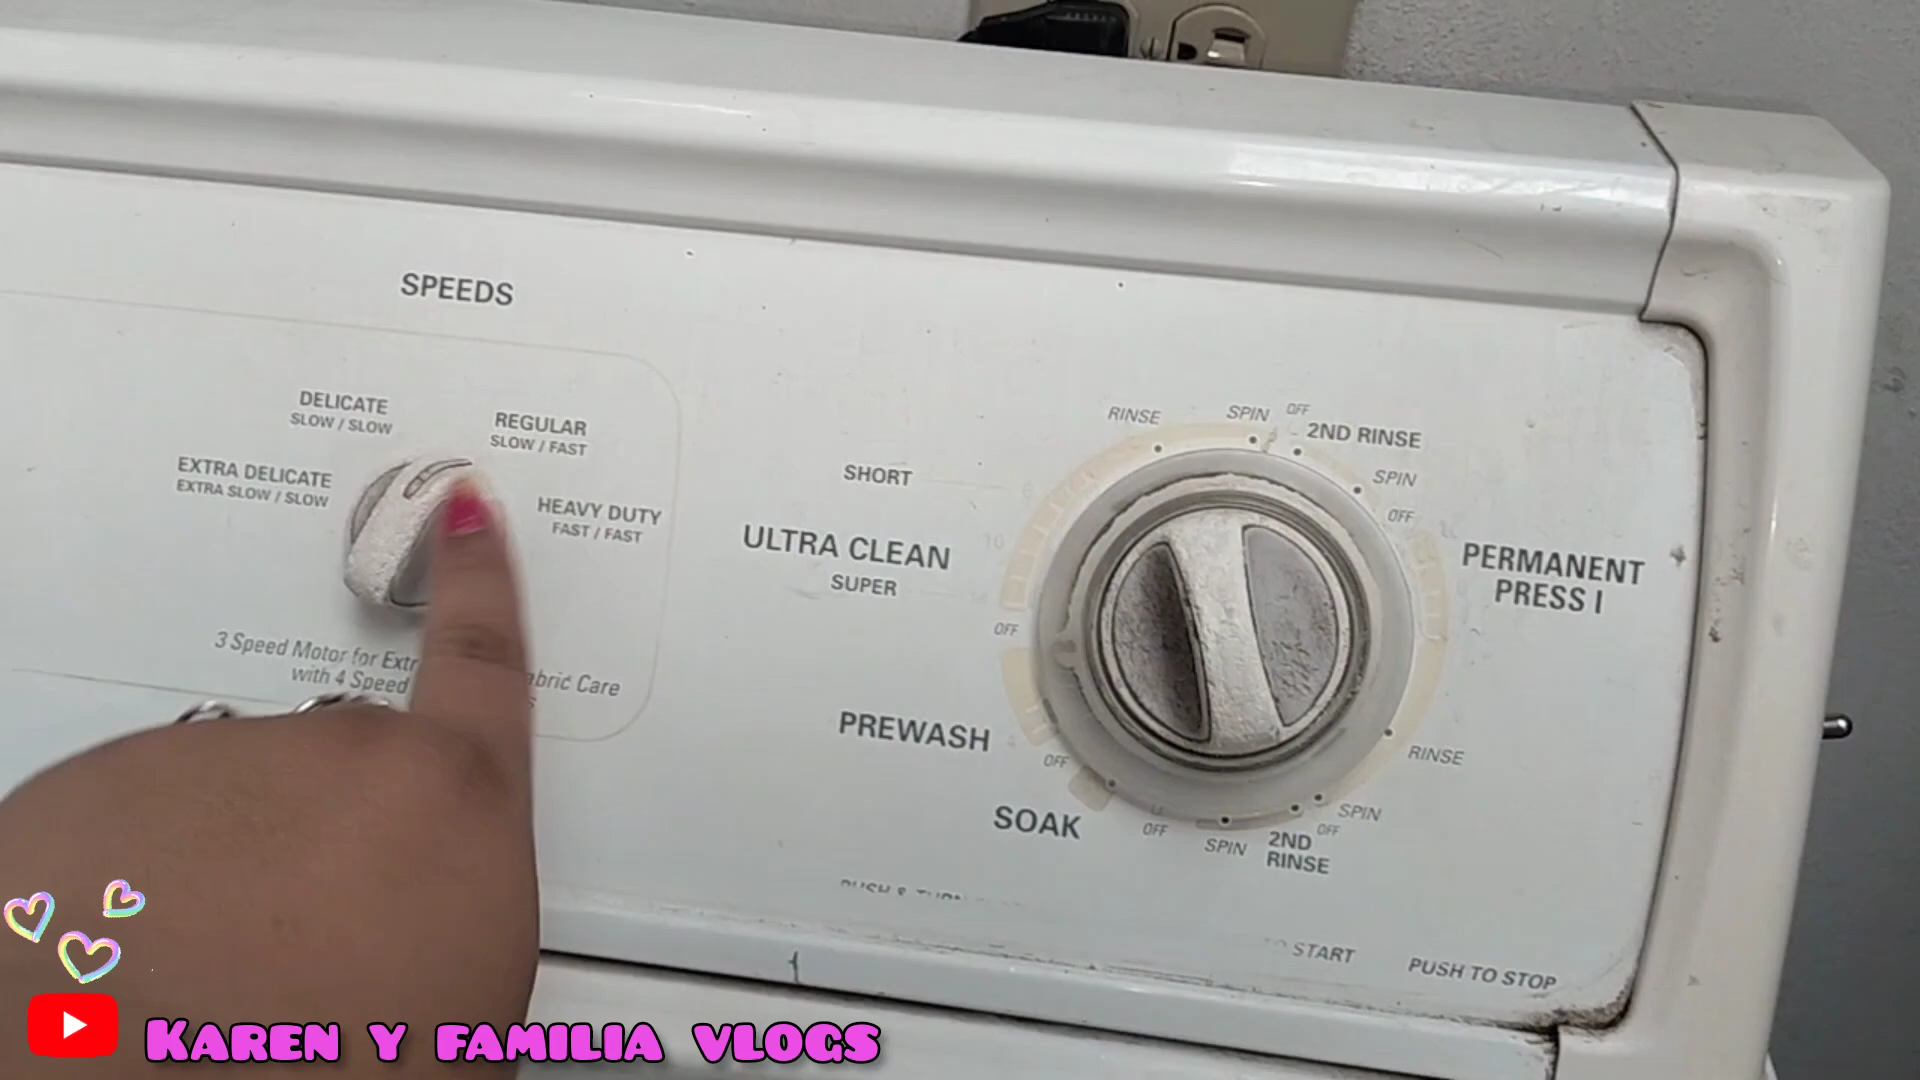 SPEEDS
DELICATE
SLOW / SLOW
REGULAR
SLOW / FAST
EXTRA DELICATE
EXTRA SLOW / SLOW
HEAVY DUTY
FAST / FAST
3 Speed Motor for
with 4 Speed
Care
RINSE
SPIN
OFF
2ND RINSE
SPIN
OFF
SHORT
ULTRA CLEAN
SUPER
10
OFF
PERMANENT
PRESS I
PREWASH
OFF
SOAK
OFF
SPIN
2ND
RINSE
OFF
SPIN
RINSE
START
PUSH TO STOP
KAREN Y FAMILIA VLOGS